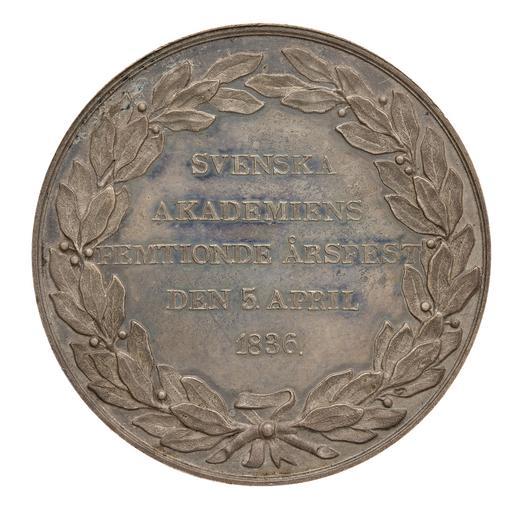 SVENSKA
AKADEMIENS
FEMTIONDE ÅRSFEST
DEN 5. APRIL
1836.